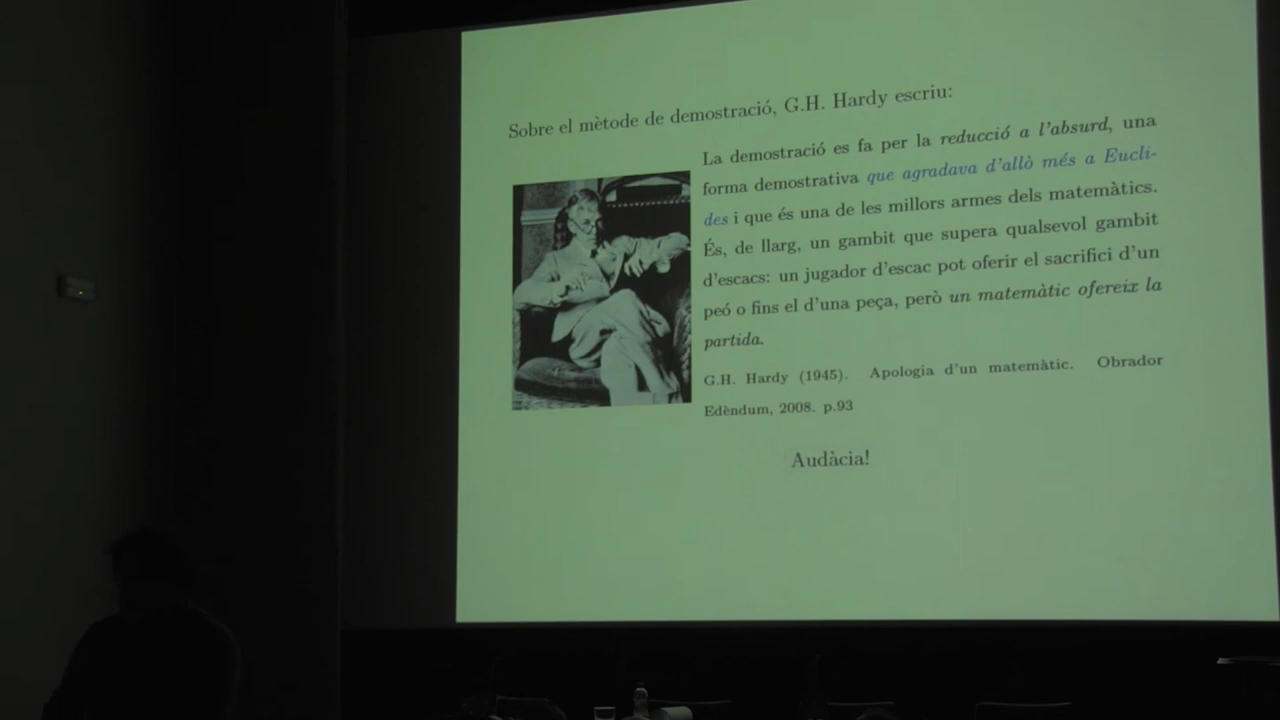 Sobre el mètode de demostració, G.H. Hardy escriu:
La demostració es fa per la reducció a l'absurd, una
forma demostrativa que agradava d'allò més a Eucli-
des i que és una de les millors armes dels matemàtics.
És, de llarg, un gambit que supera qualsevol gambit
d'escacs: un jugador d'escac pot oferir el sacrifici d'un
peó o fins el d'una peça, però un matemàtic ofereix la
partida.
G.H. Hardy (1945). Apologia d'un matemàtic. Obrador
Edèndum, 2008. p.93
Audàcia!